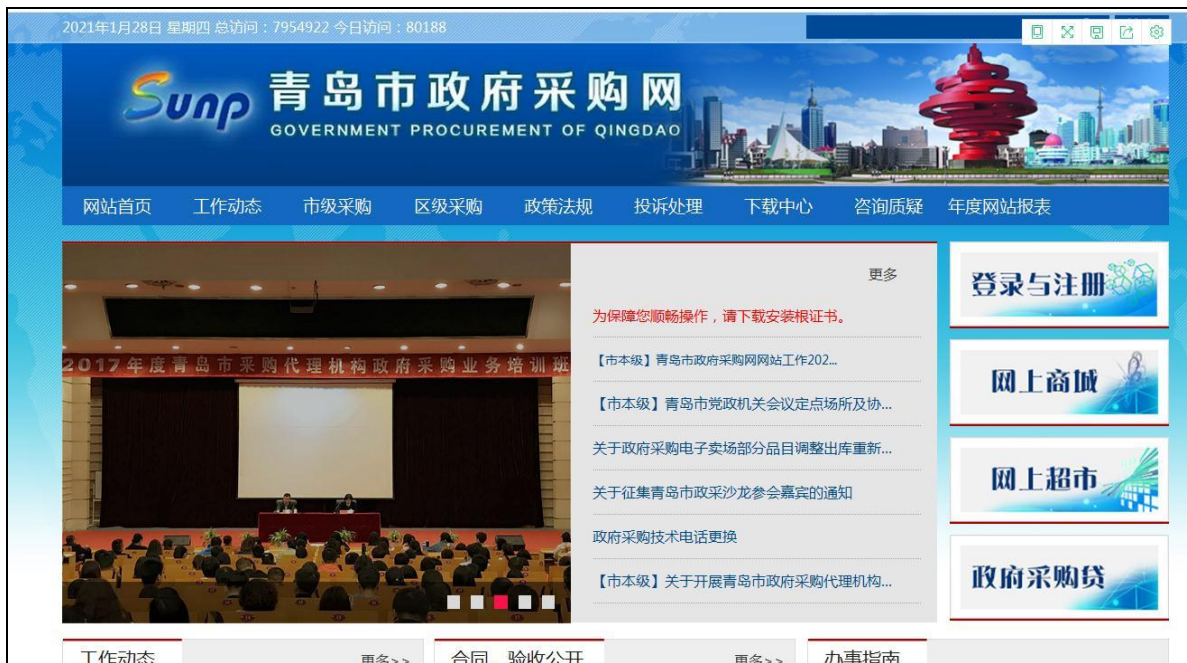 2021年1月28日 星期四 总访问：7954922 今日访问：80188
Sunp 青岛市政府采购网
GOVERNMENT PROCUREMENT OF QINGDAO
网站首页 工作动态 市级采购 区级采购 政策法规 投诉处理 下载中心 咨询质疑 年度网站报表
2017年度青岛市采购代理机构政府采购业务培训班
更多
为保障您顺畅操作，请下载安装根证书。
【市本级】青岛市政府采购网网站工作202...
【市本级】青岛市党政机关会议定点场所及协...
关于政府采购电子卖场部分品目调整出库重新...
关于征集青岛市政采沙龙参会嘉宾的通知
政府采购技术电话更换
【市本级】关于开展青岛市政府采购代理机构...
登录与注册
网上商城
网上超市
政府采购贷
工作动态 更多>>
合同、验收公开 更多>>
办事指南